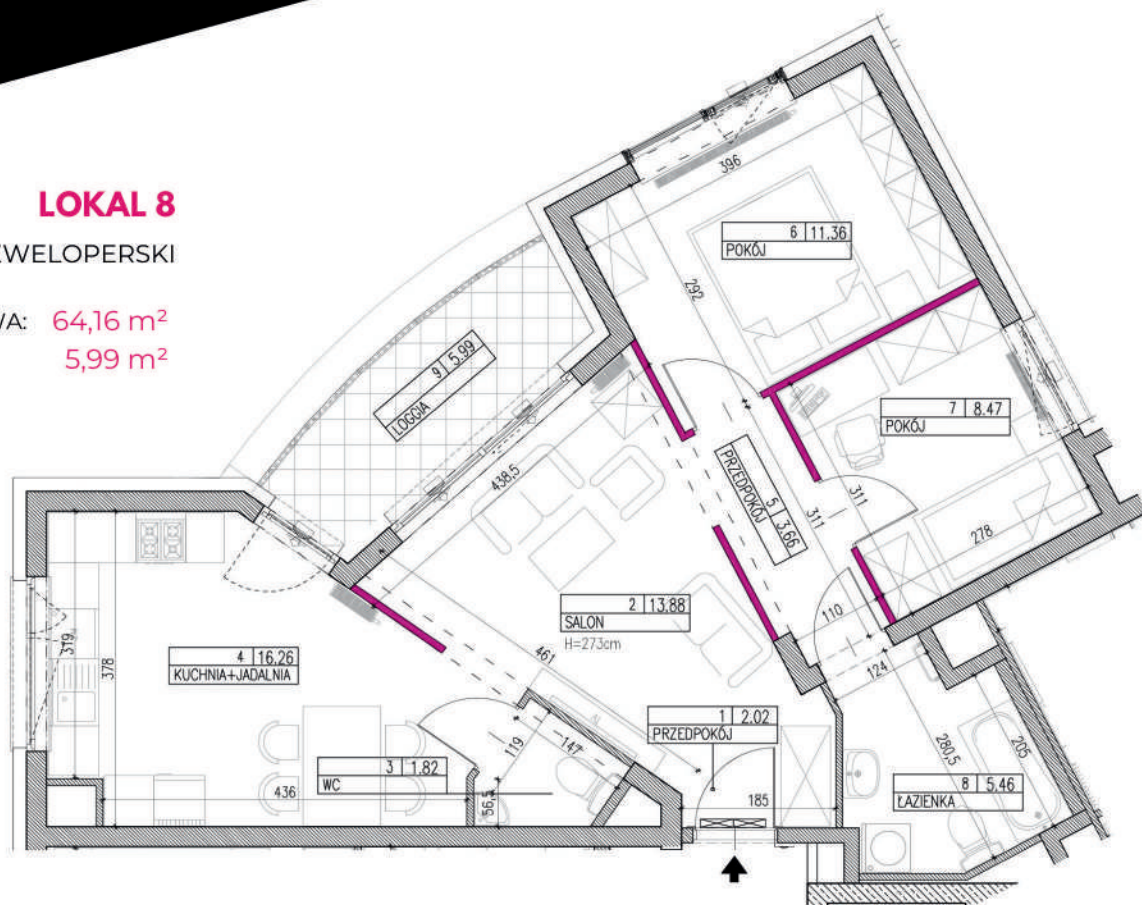 LOKAL 8
EWELOPERSKI
WA: 64,16 m²
5,99 m²
396
6 11.36
POKÓJ
292
9 5.99
LOGGIA
7 8.47
POKÓJ
438,5
PRZEDPOKÓJ
5 3.66
311
311
278
2 13.88
SALON
H=273cm
110
319
378
4 16.26
KUCHNIA+JADALNIA
461
124
1 2.02
PRZEDPOKÓJ
TV
119
147
280,5
205
3 1.82
WC
436
56,5
185
8 5.46
ŁAZIENKA